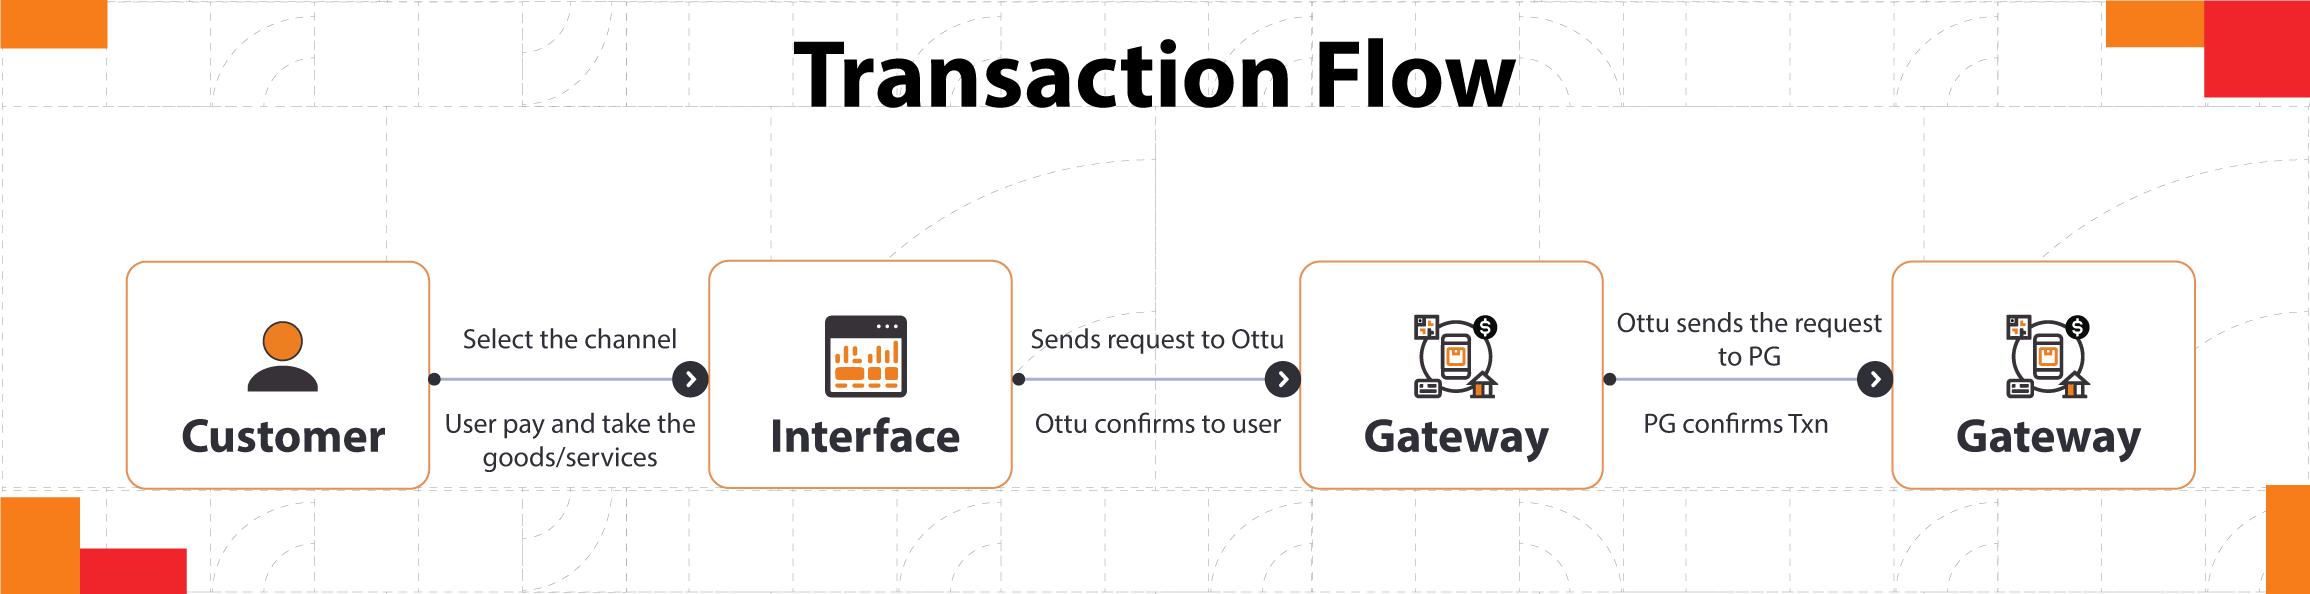 Transaction Flow
Customer
Select the channel
User pay and take the
goods/services
Interface
Sends request to Ottu
Ottu confirms to user
Gateway
Ottu sends the request
to PG
PG confirms Txn
Gateway